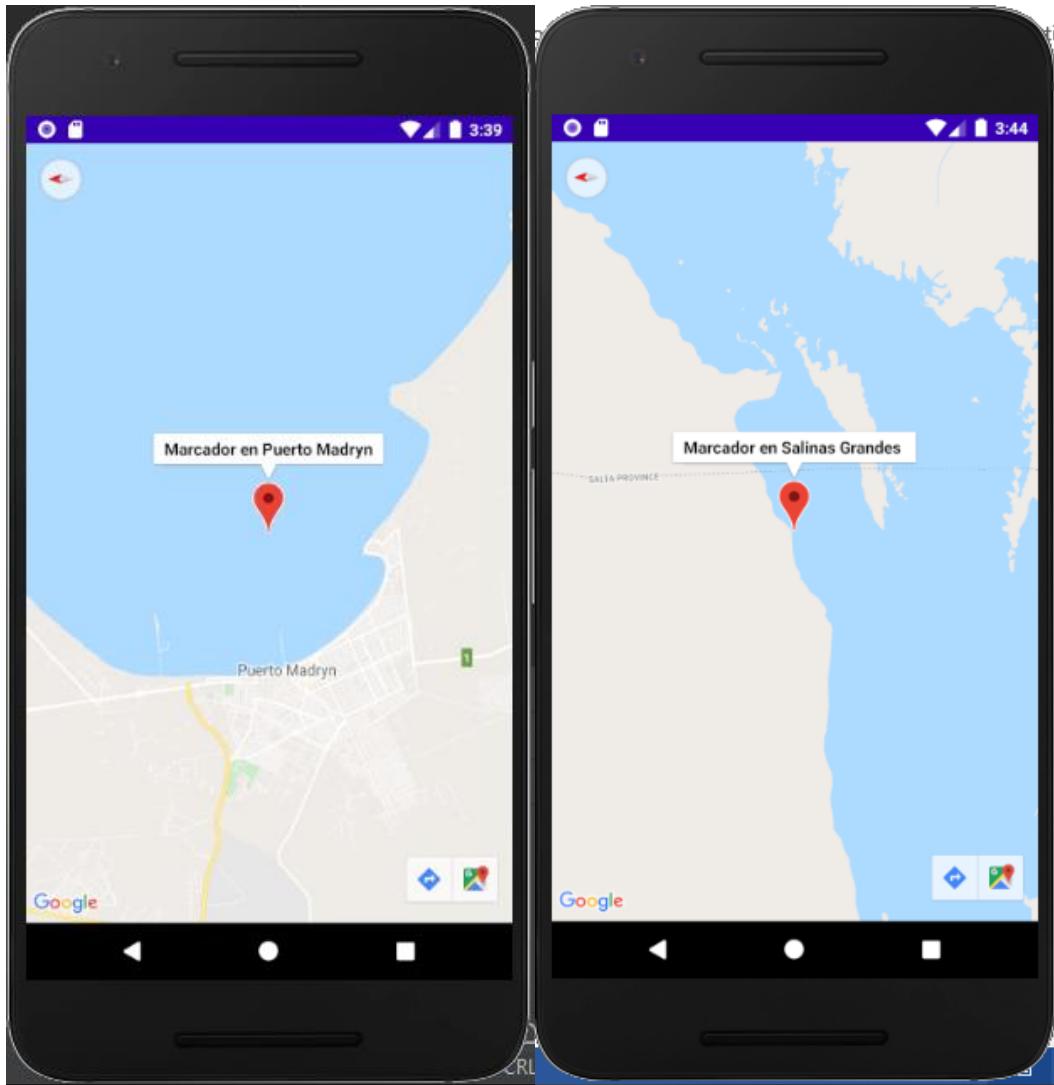 3:39
Marcador en Puerto Madryn
Puerto Madryn
1
Google
CRL
3:44
Marcador en Salinas Grandes
SALTA PROVINCE
Google